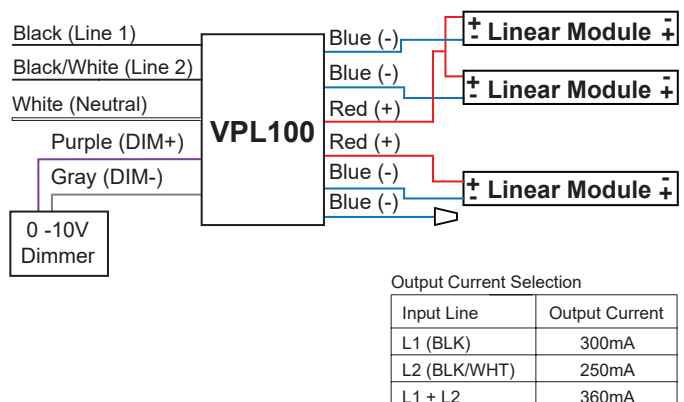 Black (Line 1)
Black/White (Line 2)
White (Neutral)
Purple (DIM+)
Gray (DIM-)
0 -10V
Dimmer
VPL100
Blue (-)
Blue (-)
Red (+)
Red (+)
Blue (-)
Blue (-)
+ - Linear Module - +
+ - Linear Module - +
+ - Linear Module - +
Output Current Selection
Input Line Output Current
L1 (BLK) 300mA
L2 (BLK/WHT) 250mA
L1 + L2 360mA